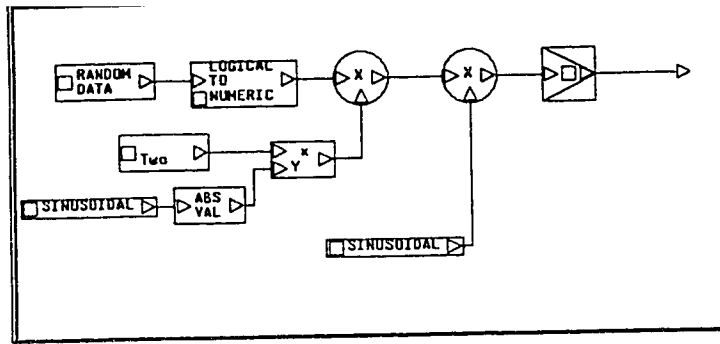 RANDOM
DATA
LOGICAL
TO
NUMERIC
X
X
Two
Y
x
SINUSOIDAL
ABS
VAL
SINUSOIDAL